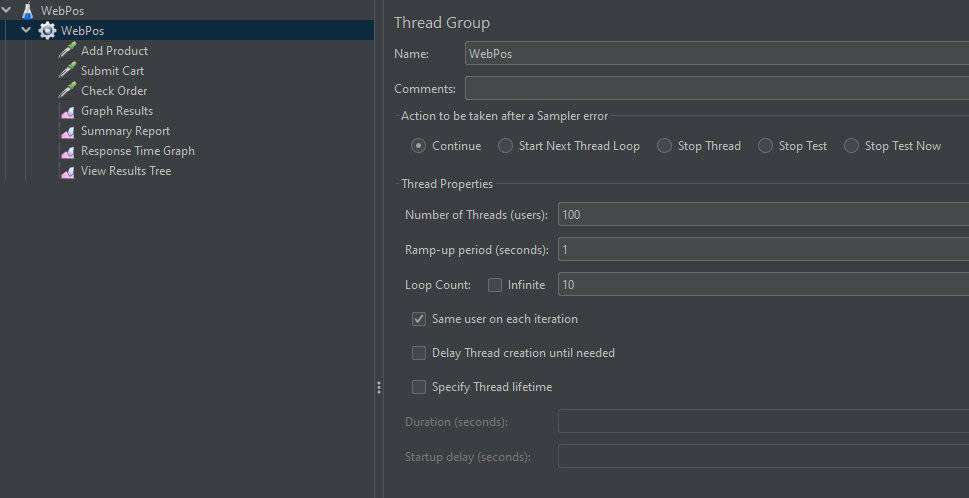 WebPos
WebPos
Add Product
Submit Cart
Check Order
Graph Results
Summary Report
Response Time Graph
View Results Tree
Thread Group
Name: WebPos
Comments:
Action to be taken after a Sampler error
Continue Start Next Thread Loop Stop Thread Stop Test Stop Test Now
Thread Properties
Number of Threads (users): 100
Ramp-up period (seconds): 1
Loop Count: Infinite 10
Same user on each iteration
Delay Thread creation until needed
Specify Thread lifetime
Duration (seconds):
Startup delay (seconds):